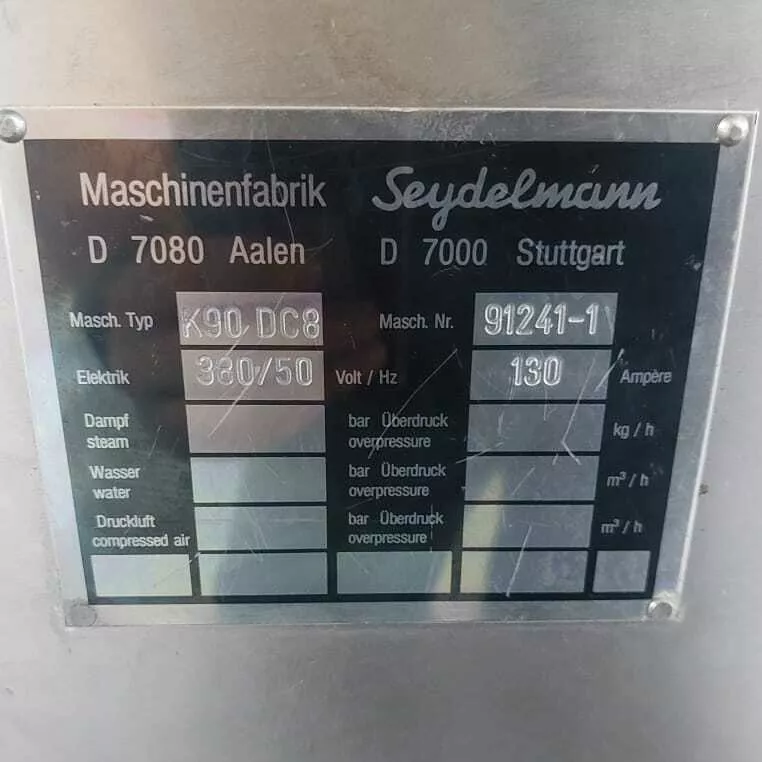 Maschinenfabrik Seydelmann
D 7080 Aalen D 7000 Stuttgart
Masch. Typ K90 DC8 Masch. Nr. 91241-1
Elektrik 380/50 Volt / Hz 130 Ampère
Dampf bar Überdruck
steam overpressure kg / h
Wasser bar Überdruck
water overpressure m³ / h
Druckluft bar Überdruck
compressed air overpressure m³ / h